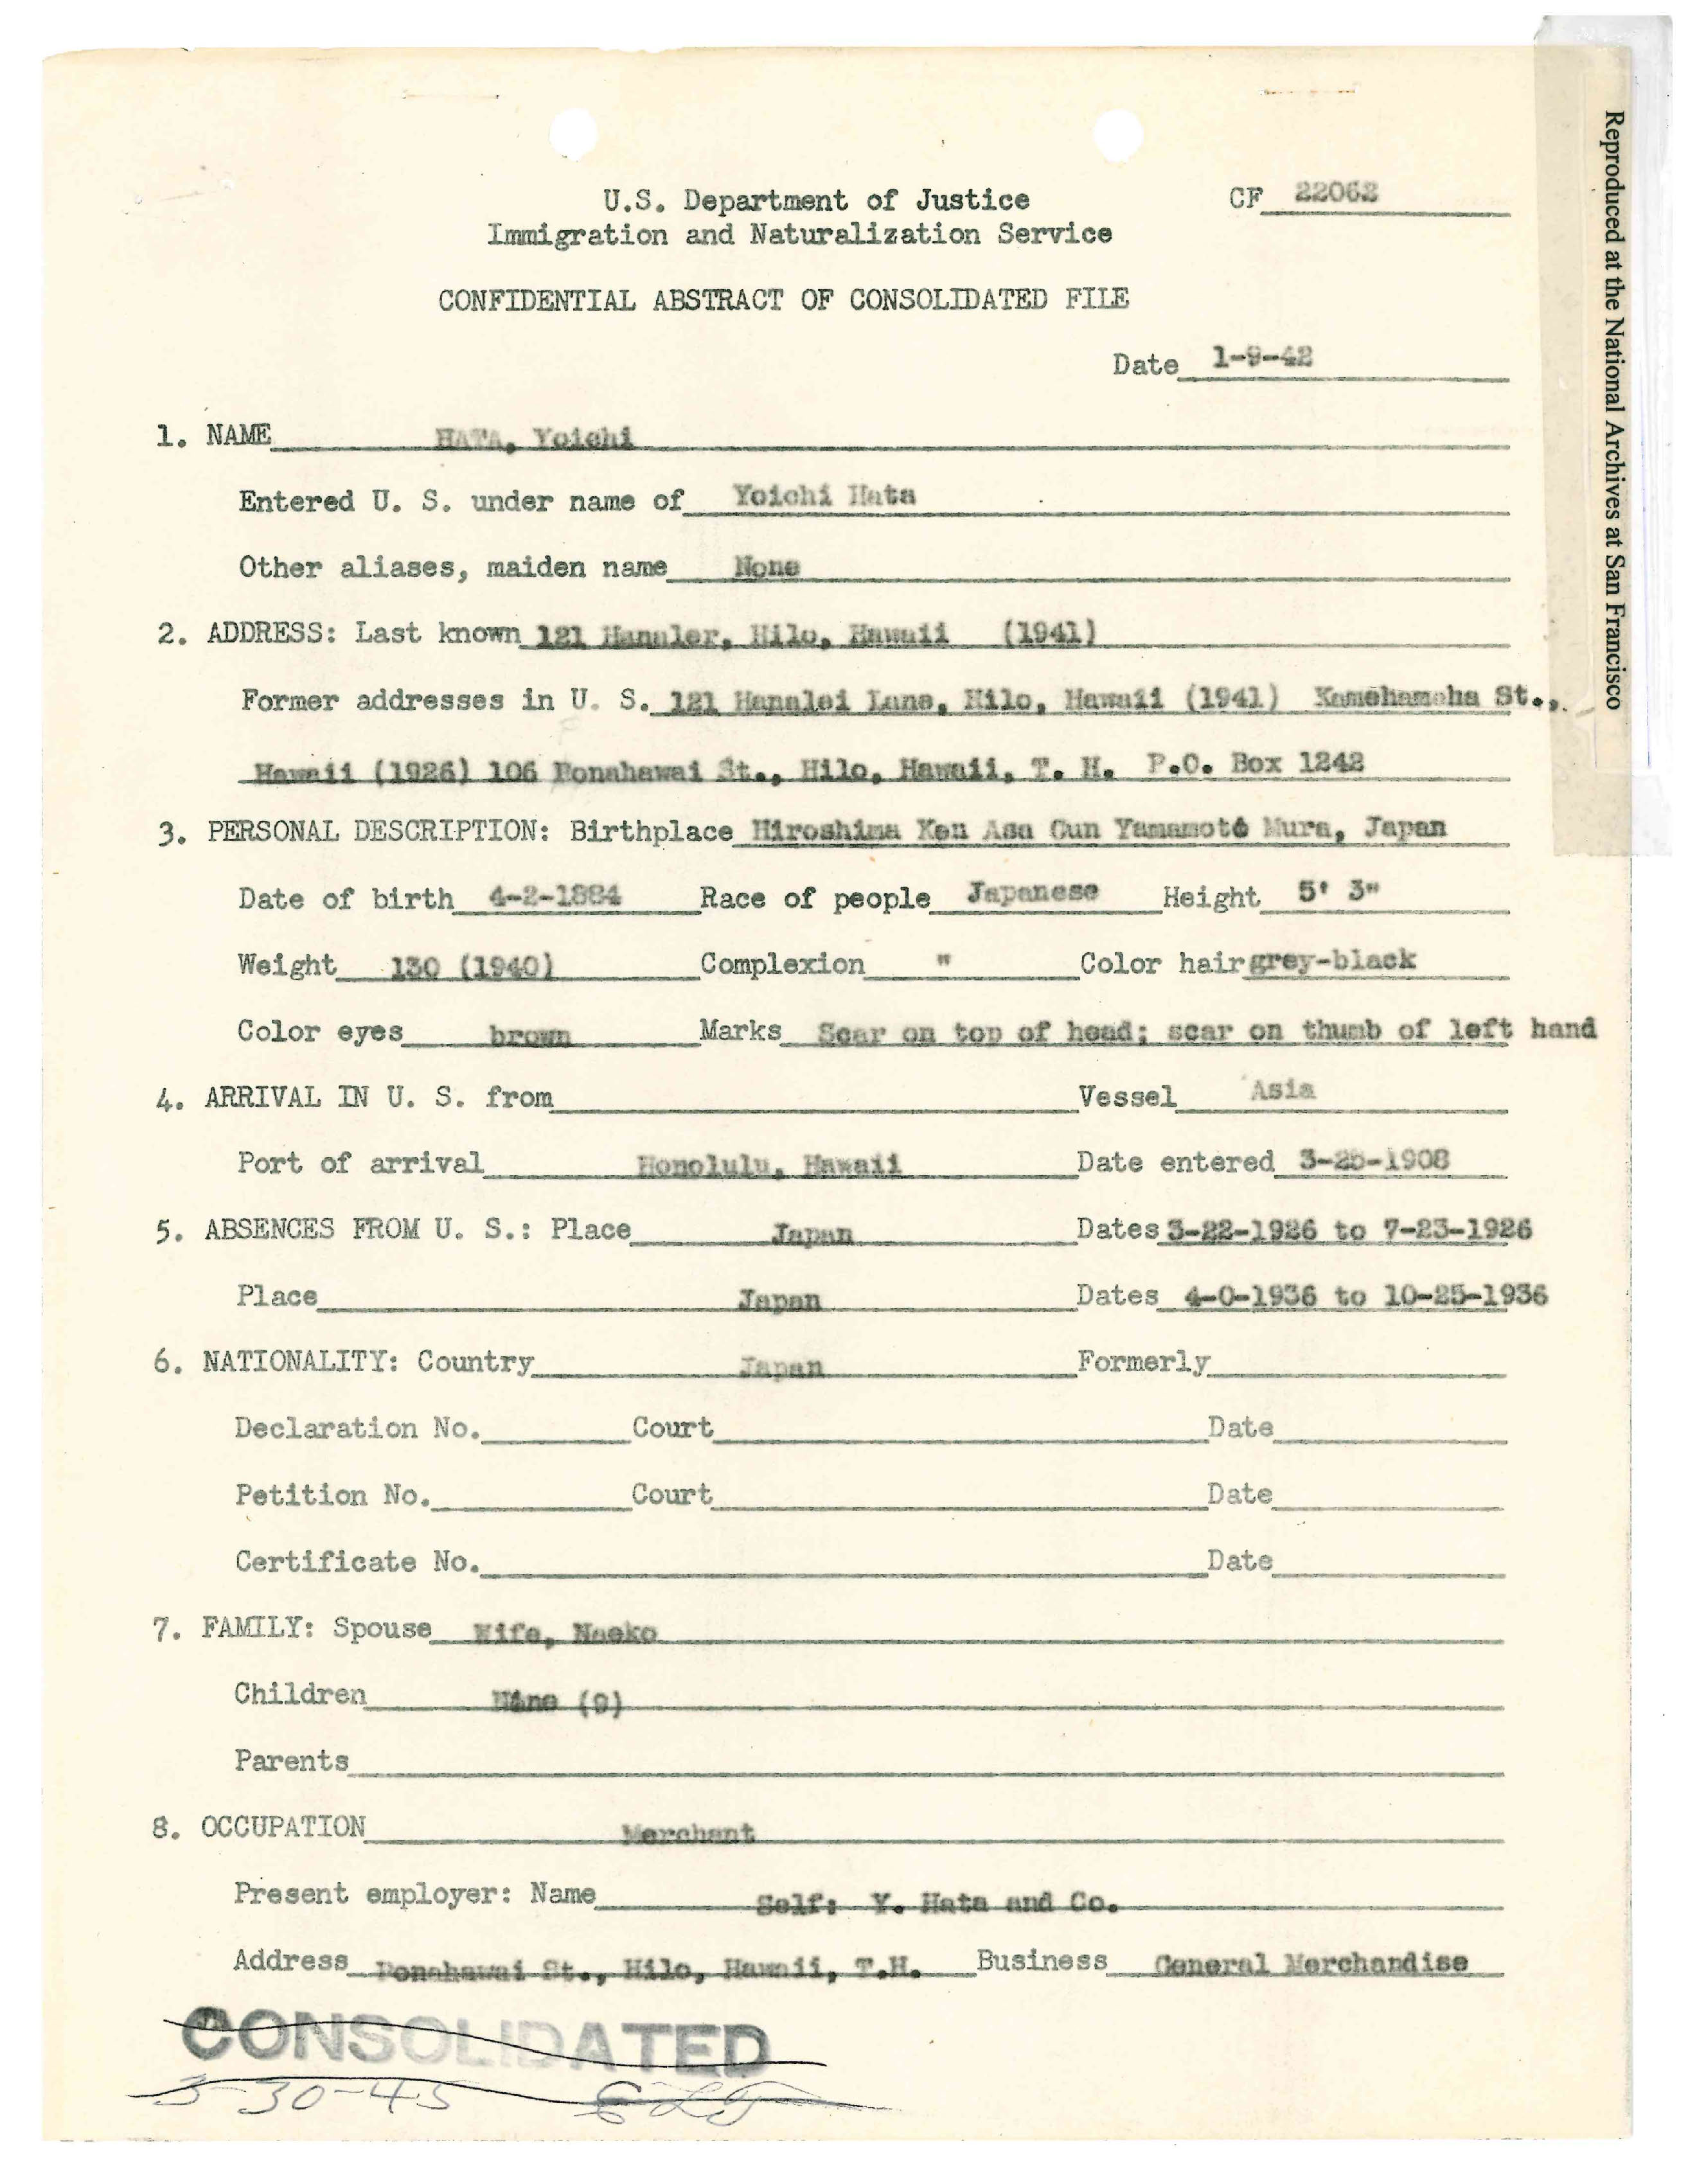 U.S. Department of Justice
CF 22062
Immigration and Naturalization Service
CONFIDENTIAL ABSTRACT OF CONSOLIDATED FILE
Date 1-9-42
1. NAME HATA, Yoichi
Entered U. S. under name of Yoichi Hata
Other aliases, maiden name None
2. ADDRESS: Last known 121 Hanaler, Hilo, Hawaii (1941)
Former addresses in U. S. 121 Hanalei Lane, Hilo, Hawaii (1941) Kamehameha St.,
Hawaii (1926) 106 Ponahawai St., Hilo, Hawaii, T. H. P.O. Box 1242
3. PERSONAL DESCRIPTION: Birthplace Hiroshima Ken Asa Gun Yamamoto Mura, Japan
Date of birth 4-2-1884 Race of people Japanese Height 5' 3"
Weight 130 (1940) Complexion " Color hair grey-black
Color eyes brown Marks Scar on top of head; scar on thumb of left hand
4. ARRIVAL IN U. S. from Vessel Asia
Port of arrival Honolulu, Hawaii Date entered 3-25-1908
5. ABSENCES FROM U. S.: Place Japan Dates 3-22-1926 to 7-23-1926
Place Japan Dates 4-0-1936 to 10-25-1936
6. NATIONALITY: Country Japan Formerly
Declaration No. Court Date
Petition No. Court Date
Certificate No. Date
7. FAMILY: Spouse Wife, Naeko
Children Nine (9)
Parents
8. OCCUPATION Merchant
Present employer: Name Self: Y. Hata and Co.
Address Ponahawai St., Hilo, Hawaii, T.H. Business General Merchandise
CONSOLIDATED
3-30-45
Reproduced at the National Archives at San Francisco